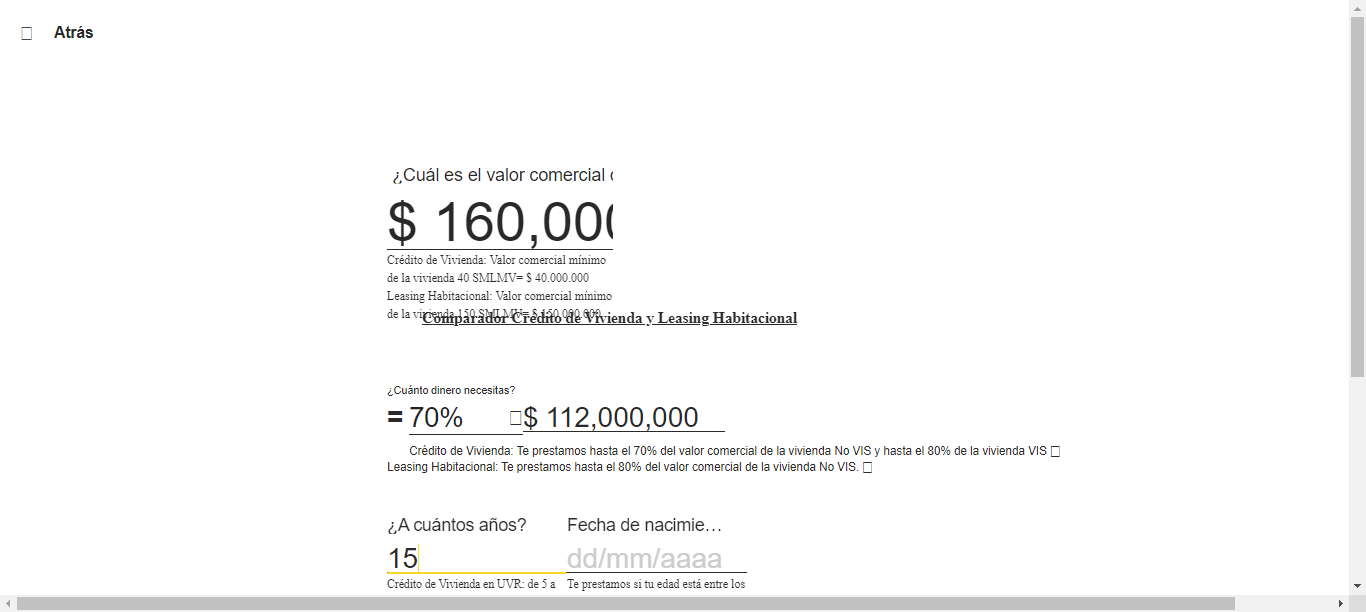 Atrás
¿Cuál es el valor comercial
$ 160,000
Crédito de Vivienda: Valor comercial mínimo
de la vivienda 40 SMLMV= $ 40.000.000
Leasing Habitacional: Valor comercial mínimo
de la vivienda 150 SMLMV= $ 150.000.000
Comparador Crédito de Vivienda y Leasing Habitacional
¿Cuánto dinero necesitas?
= 70% $ 112,000,000
Crédito de Vivienda: Te prestamos hasta el 70% del valor comercial de la vivienda No VIS y hasta el 80% de la vivienda VIS
Leasing Habitacional: Te prestamos hasta el 80% del valor comercial de la vivienda No VIS.
¿A cuántos años? Fecha de nacimie…
15 dd/mm/aaaa
Crédito de Vivienda en UVR: de 5 a Te prestamos si tu edad está entre los